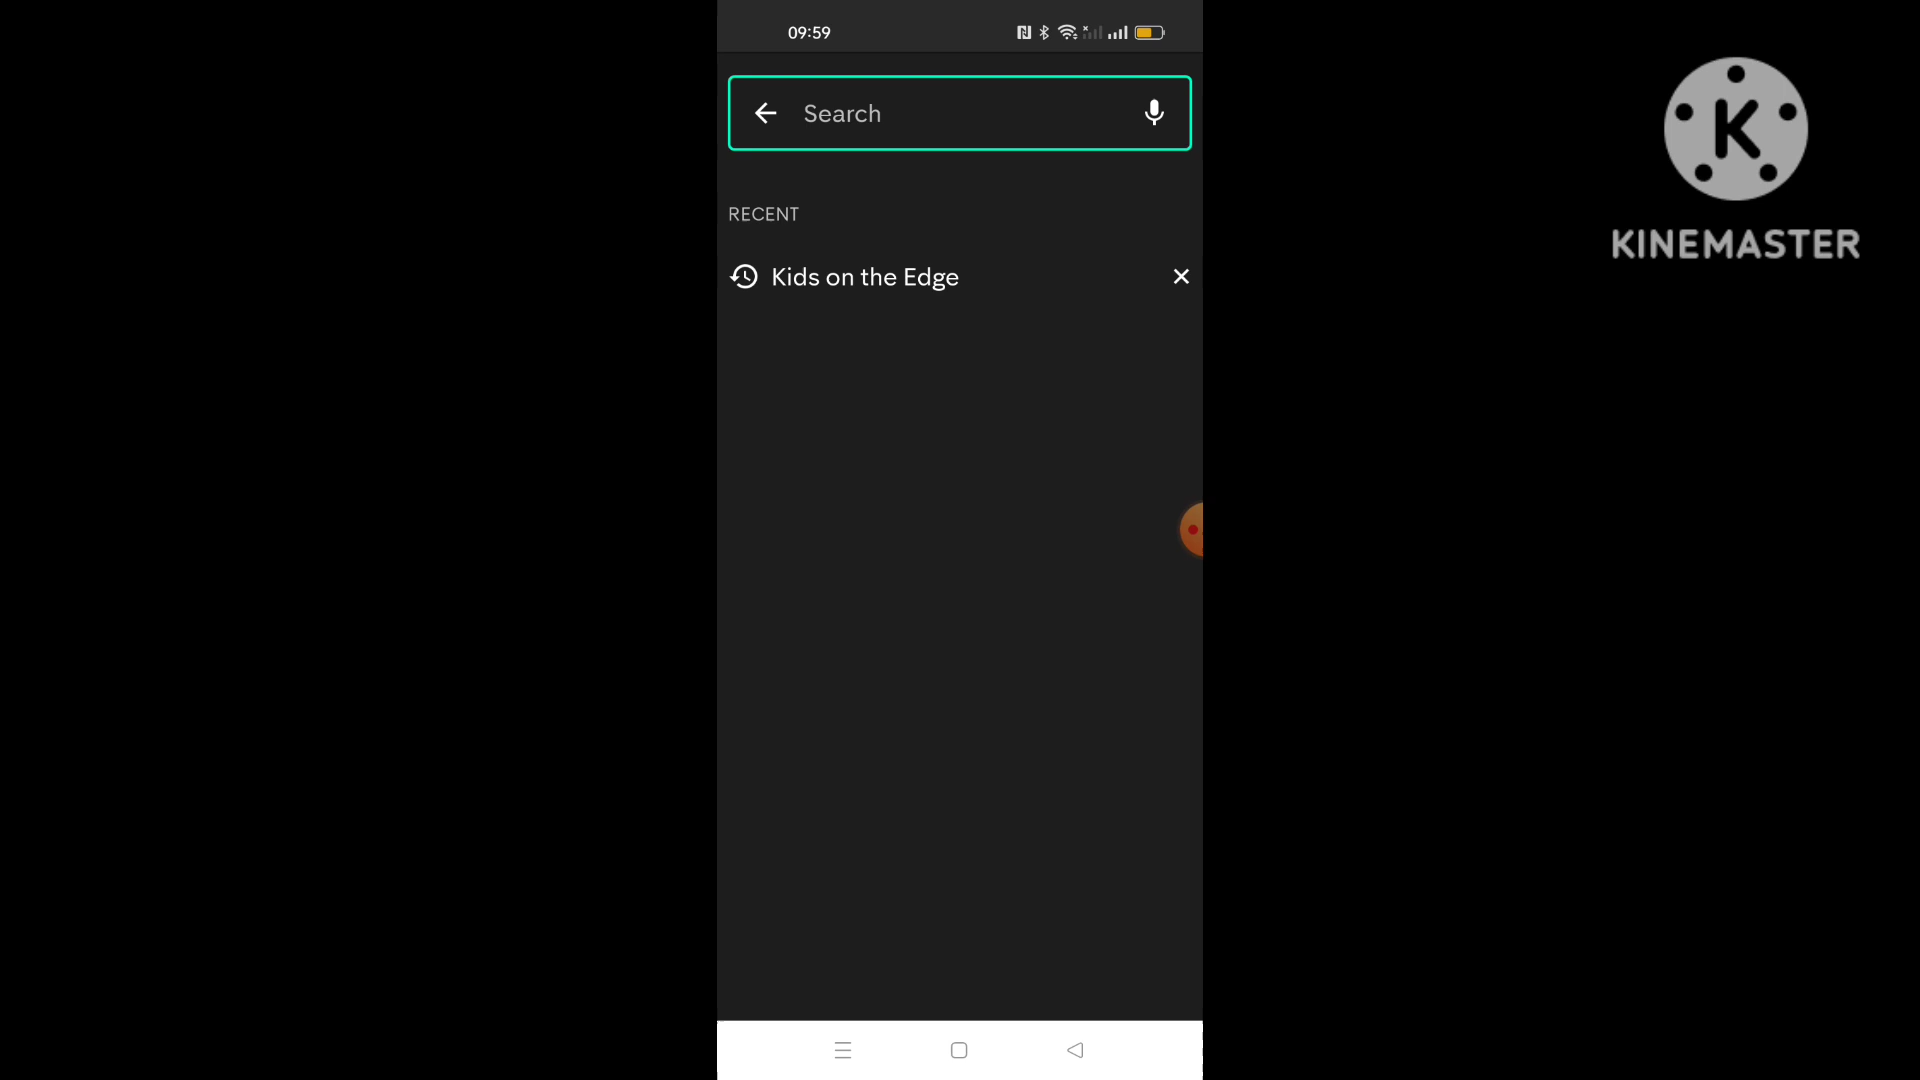 09:59
Search
RECENT
Kids on the Edge
K
KINEMASTER